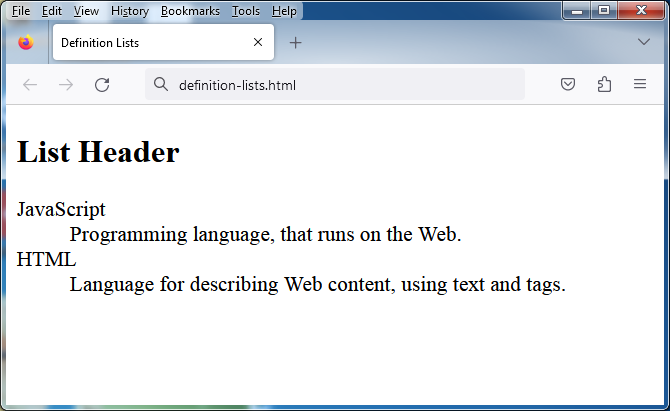 File Edit View History Bookmarks Tools Help
Definition Lists
definition-lists.html
List Header
JavaScript
Programming language, that runs on the Web.
HTML
Language for describing Web content, using text and tags.